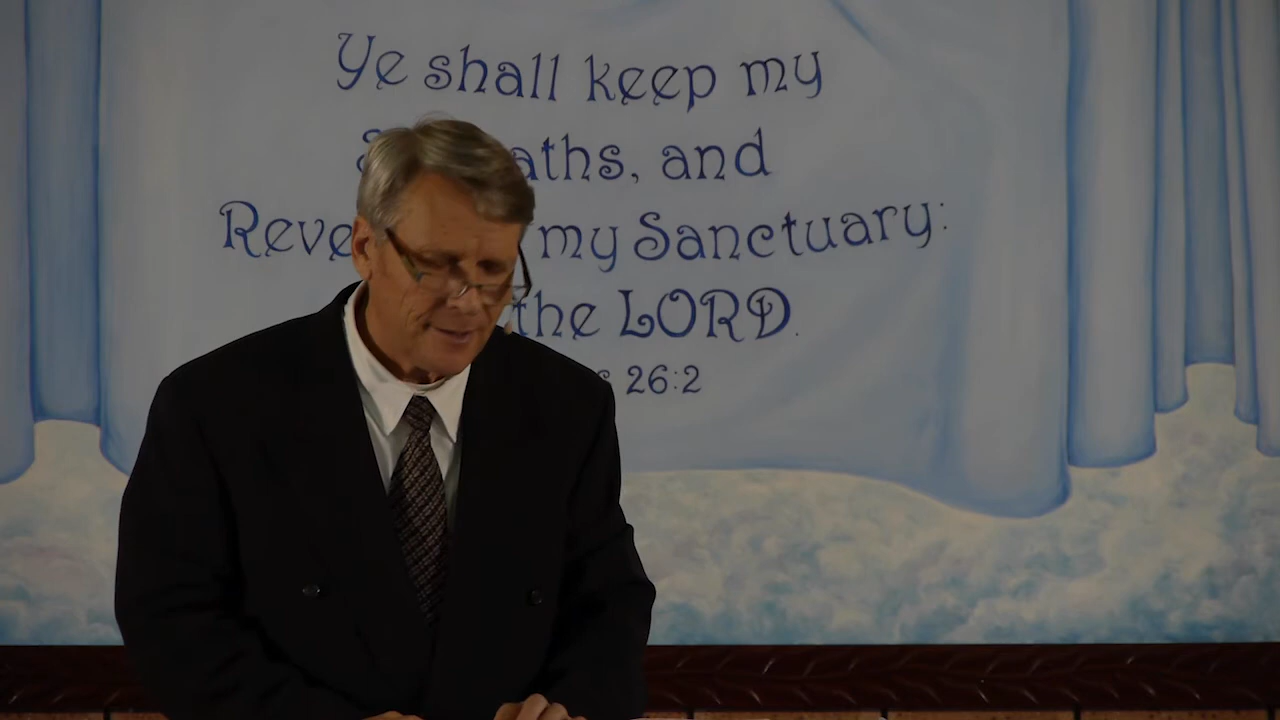 Ye shall keep my
aths, and
Reve my Sanctuary:
the LORD.
26:2